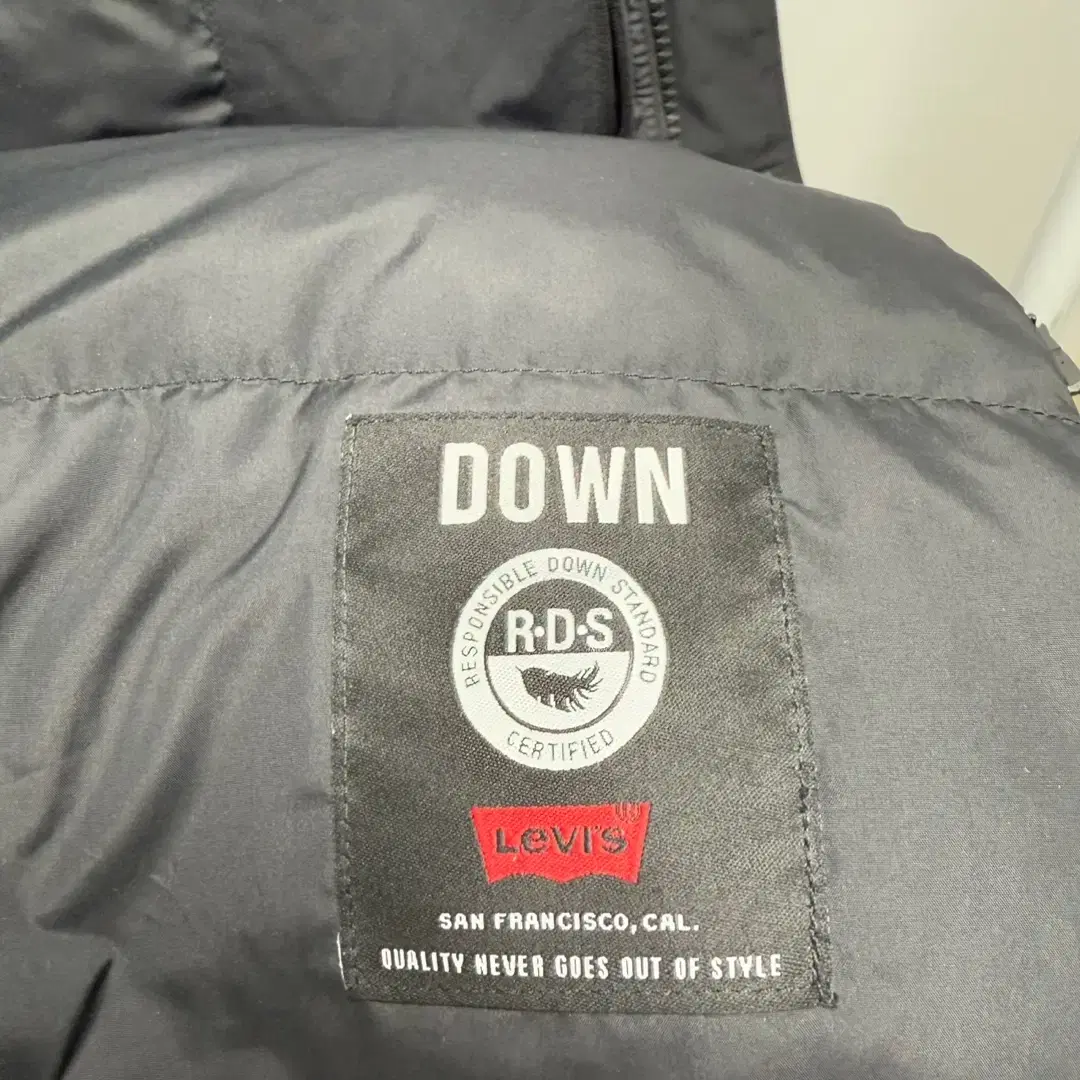 DOWN
RESPONSIBLE DOWN STANDARD
R·D·S
CERTIFIED
Levi's
SAN FRANCISCO, CAL.
QUALITY NEVER GOES OUT OF STYLE